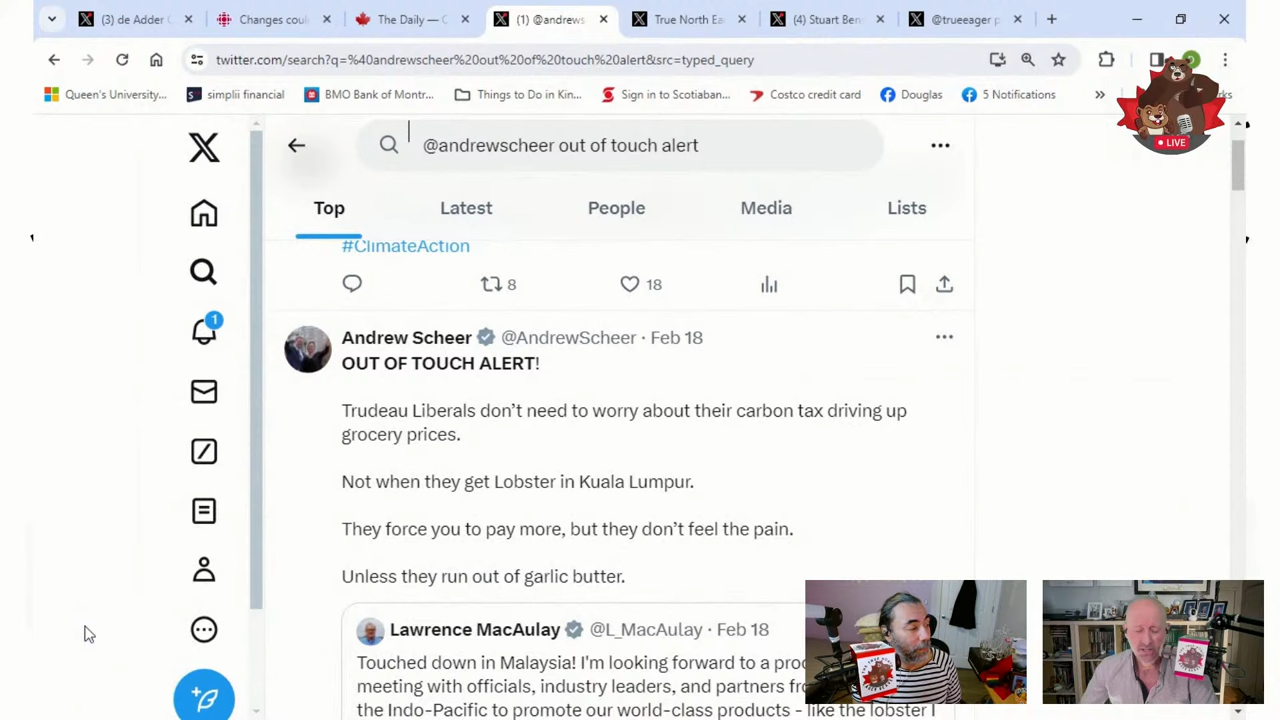 (3) de Adder
Changes coul
The Daily — C
(1) @andrews
True North Ea
(4) Stuart Ben
@trueeager p
twitter.com/search?q=%40andrewscheer%20out%20of%20touch%20alert&src=typed_query
Queen's University...
simplii financial
BMO Bank of Montr...
Things to Do in Kin...
Sign in to Scotiaban...
Costco credit card
Douglas
5 Notifications
»
LIVE
@andrewscheer out of touch alert
Top
Latest
People
Media
Lists
#ClimateAction
8
18
1
Andrew Scheer @AndrewScheer · Feb 18
OUT OF TOUCH ALERT!
Trudeau Liberals don't need to worry about their carbon tax driving up
grocery prices.
Not when they get Lobster in Kuala Lumpur.
They force you to pay more, but they don't feel the pain.
Unless they run out of garlic butter.
Lawrence MacAulay @L_MacAulay · Feb 18
Touched down in Malaysia! I'm looking forward to a
meeting with officials, industry leaders, and partners
the Indo-Pacific to promote our world-class products - like the lobster I